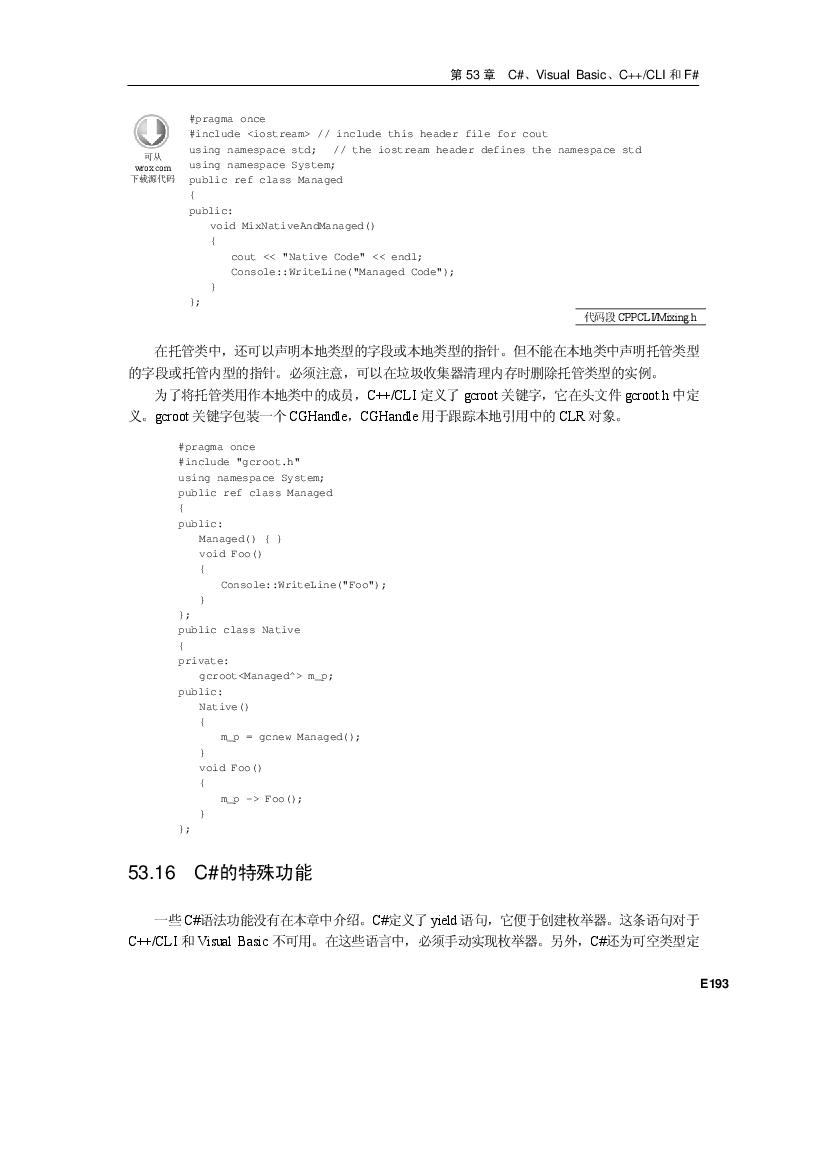 第 53 章 C#、Visual Basic、C++/CLI 和 F#
可从
wrox.com
下载源代码
#pragma once
#include <iostream> // include this header file for cout
using namespace std; // the iostream header defines the namespace std
using namespace System;
public ref class Managed
{
public:
void MixNativeAndManaged()
{
cout << "Native Code" << endl;
Console::WriteLine("Managed Code");
}
};
代码段 CPPCLI/Mixing.h
在托管类中，还可以声明本地类型的字段或本地类型的指针。但不能在本地类中声明托管类型
的字段或托管内型的指针。必须注意，可以在垃圾收集器清理内存时删除托管类型的实例。
为了将托管类用作本地类中的成员，C++/CLI 定义了 gcroot 关键字，它在头文件 gcroot.h 中定
义。gcroot 关键字包装一个 CGHandle，CGHandle 用于跟踪本地引用中的 CLR 对象。
#pragma once
#include "gcroot.h"
using namespace System;
public ref class Managed
{
public:
Managed() { }
void Foo()
{
Console::WriteLine("Foo");
}
};
public class Native
{
private:
gcroot<Managed^> m_p;
public:
Native()
{
m_p = gcnew Managed();
}
void Foo()
{
m_p -> Foo();
}
};
53.16 C#的特殊功能
一些 C#语法功能没有在本章中介绍。C#定义了 yield 语句，它便于创建枚举器。这条语句对于
C++/CLI 和 Visual Basic 不可用。在这些语言中，必须手动实现枚举器。另外，C#还为可空类型定
E193